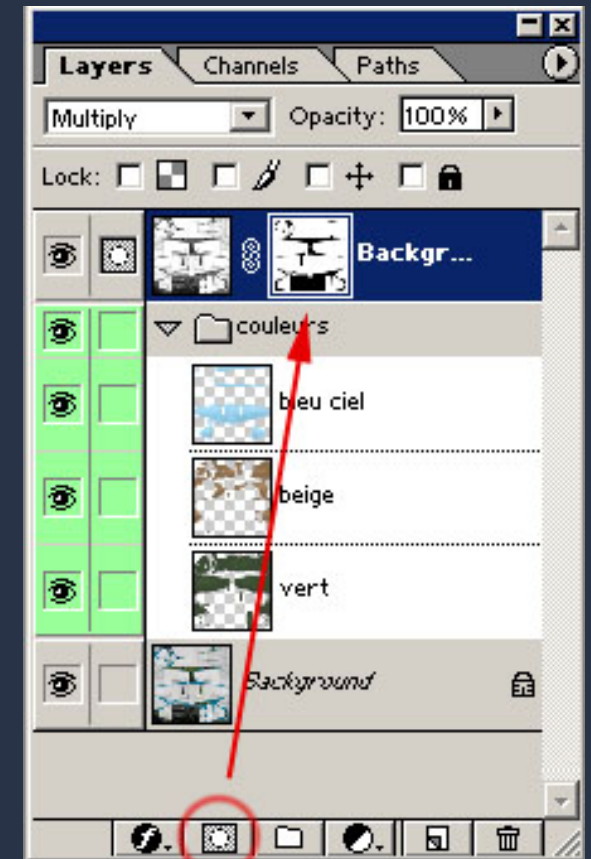 Layers Channels Paths
Multiply Opacity: 100%
Lock:
Backgr...
couleurs
bleu ciel
beige
vert
Background